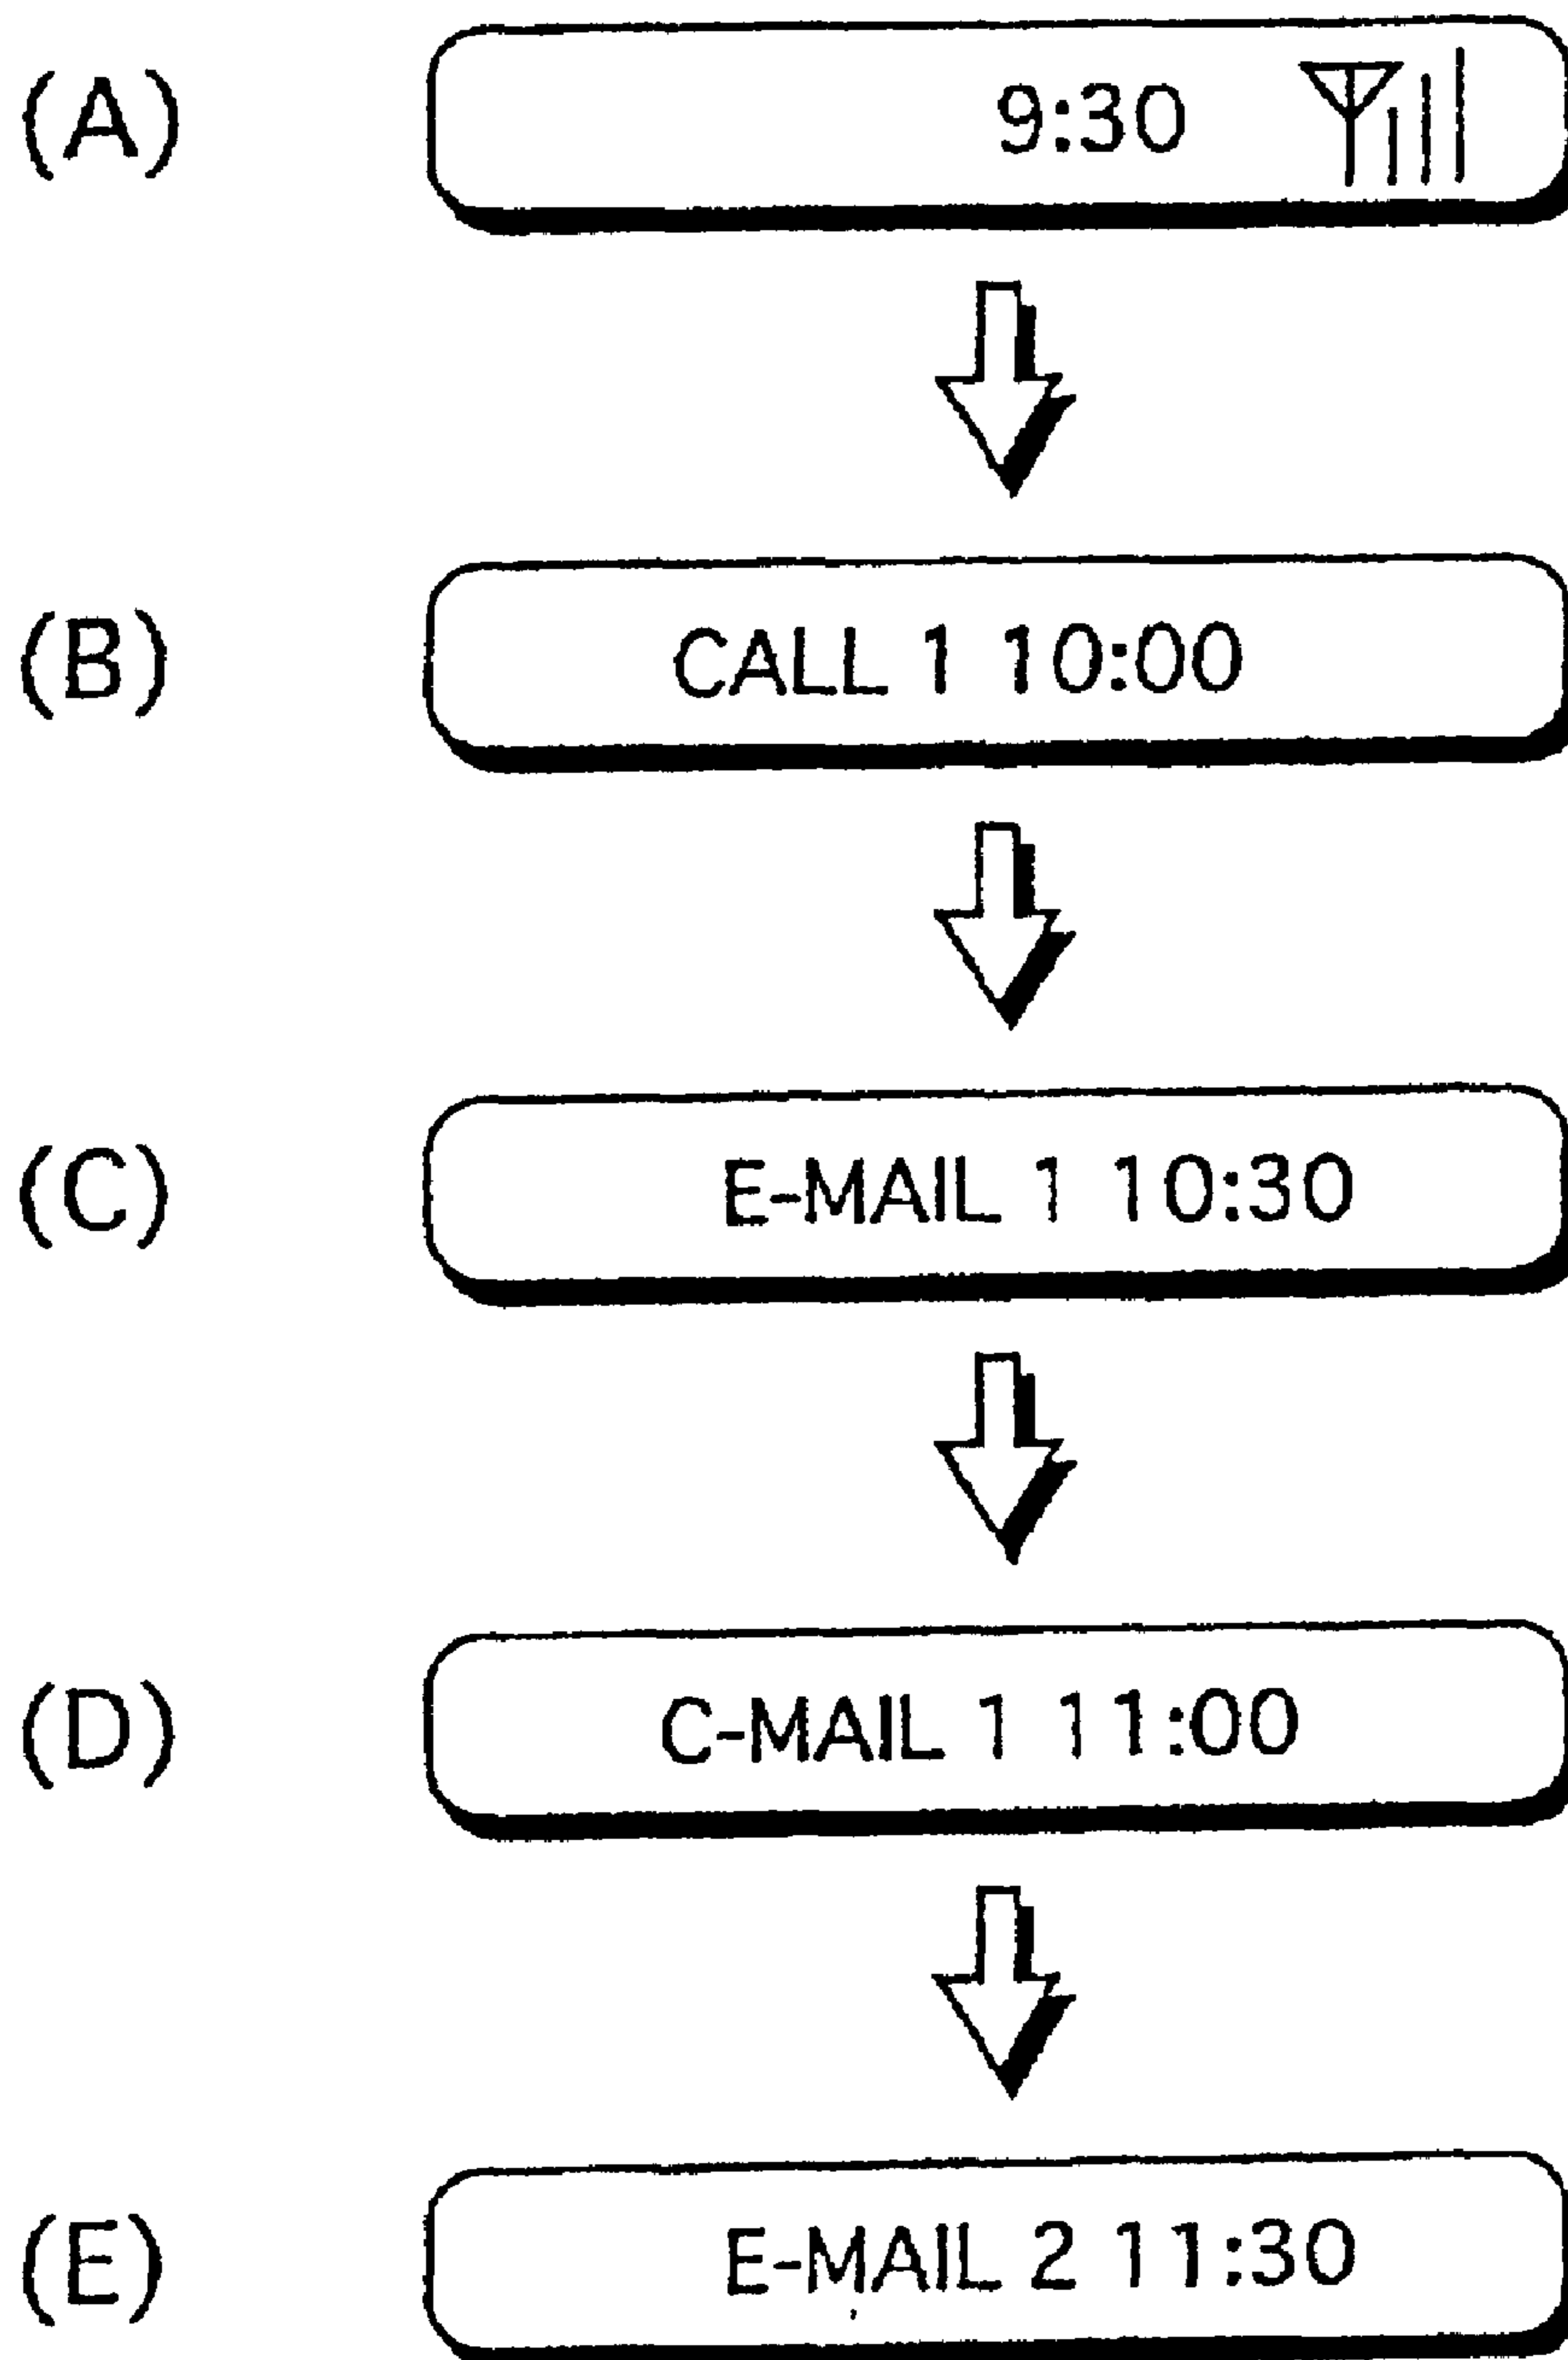 (A) 9:30
(B) CALL 1 10:00
(C) E-MAIL 1 10:30
(D) C-MAIL 1 11:00
(E) E-MAIL 2 11:30